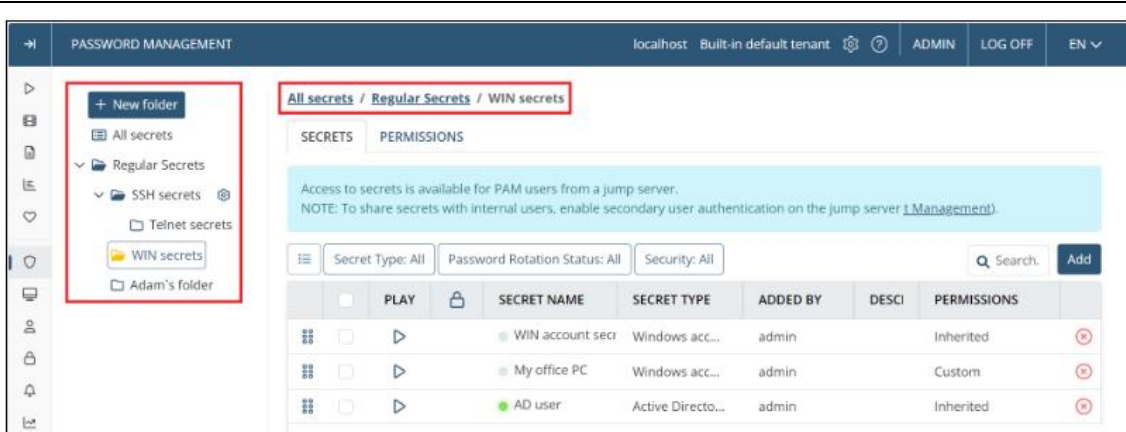 PASSWORD MANAGEMENT localhost Built-in default tenant ADMIN LOG OFF EN
+ New folder
All secrets
Regular Secrets
SSH secrets
Telnet secrets
WIN secrets
Adam's folder
All secrets / Regular Secrets / WIN secrets
SECRETS PERMISSIONS
Access to secrets is available for PAM users from a jump server.
NOTE: To share secrets with internal users, enable secondary user authentication on the jump server t Management).
Secret Type: All Password Rotation Status: All Security: All Search. Add
PLAY SECRET NAME SECRET TYPE ADDED BY DESCI PERMISSIONS
WIN account secr Windows acc... admin Inherited
My office PC Windows acc... admin Custom
AD user Active Directo... admin Inherited